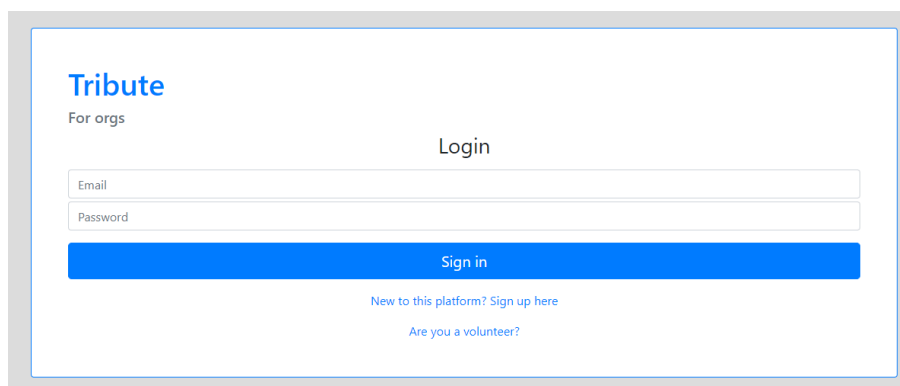 Tribute
For orgs
Login
Email
Password
Sign in
New to this platform? Sign up here
Are you a volunteer?